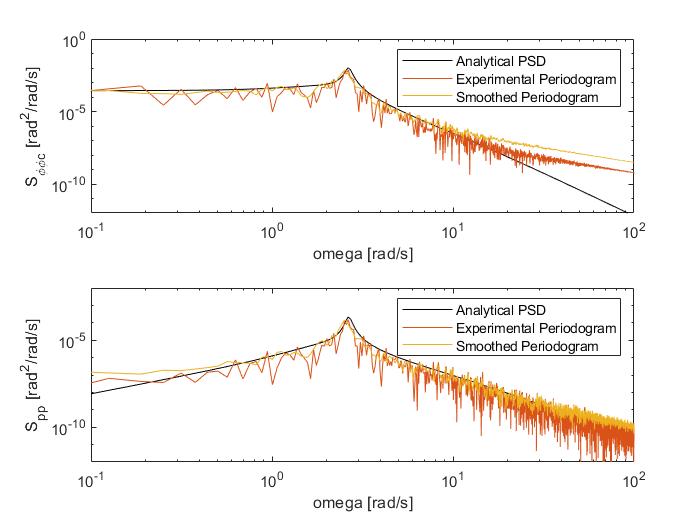 10^0
10^-5
10^-10
S_ϕϕc [rad^2/rad/s]
Analytical PSD
Experimental Periodogram
Smoothed Periodogram
10^-1 10^0 10^1 10^2
omega [rad/s]
10^-5
10^-10
S_pp [rad^2/rad/s]
Analytical PSD
Experimental Periodogram
Smoothed Periodogram
10^-1 10^0 10^1 10^2
omega [rad/s]